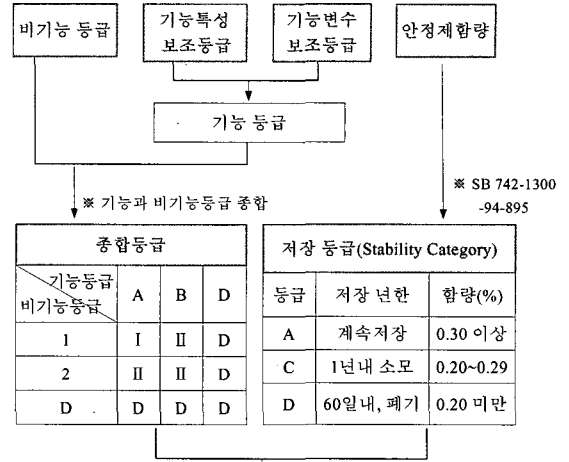 비기능 등급
기능특성
보조등급
기능변수
보조등급
안정제함량
기능 등급
※ SB 742-1300
-94-895
※ 기능과 비기능등급 종합
종합등급
기능등급
비기능등급
A B D
1 Ⅰ Ⅱ D
2 Ⅱ Ⅱ D
D D D D
저장 등급(Stability Category)
등급 저장 년한 함량(%)
A 계속저장 0.30 이상
C 1년내 소모 0.20~0.29
D 60일내, 폐기 0.20 미만